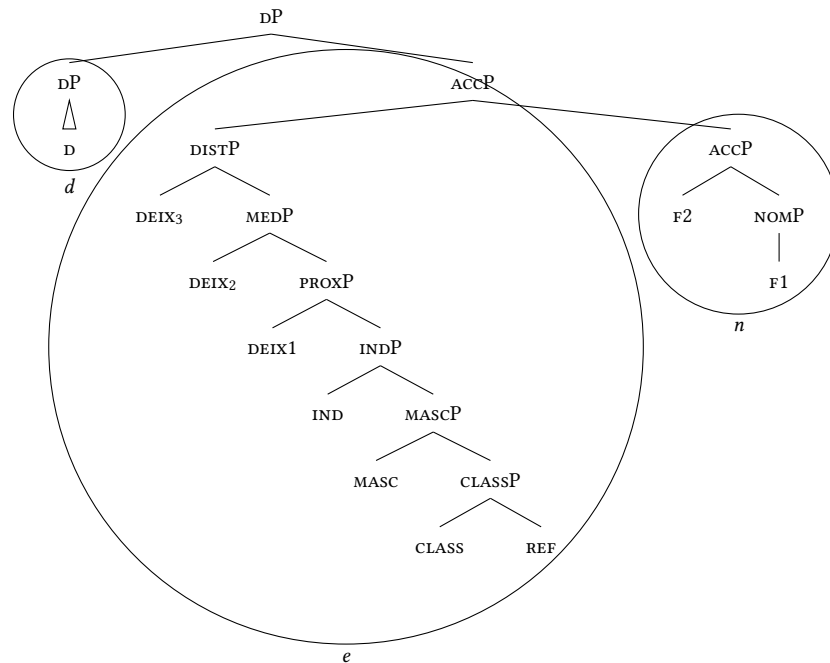 DP
DP ACCP
D DISTP ACCP
d DEIX3 MEDP F2 NOMP
DEIX2 PROXP F1
DEIX1 INDP n
IND MASCP
MASC CLASSP
CLASS REF
e